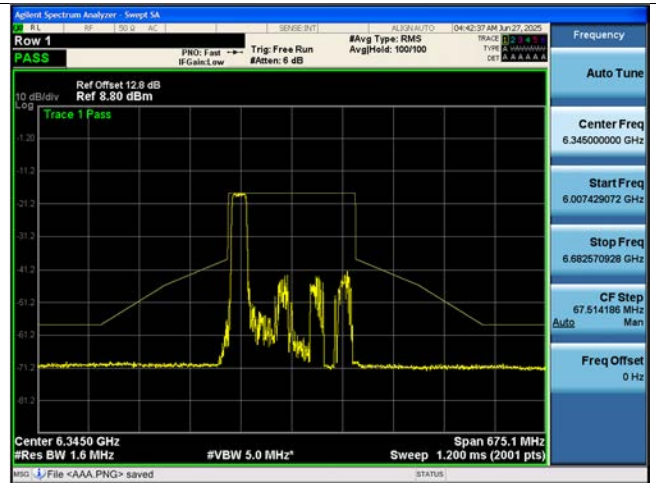 Agilent Spectrum Analyzer - Swept SA
RL RF 50 Ω AC SENSE:INT ALIGN AUTO 04:42:37 AM Jun 27, 2025
Row 1
PASS
PNO: Fast
IFGain:Low
Trig: Free Run
#Atten: 6 dB
#Avg Type: RMS
Avg|Hold: 100/100
TRACE 1 2 3 4 5 6
TYPE A
DET A A A A A A
Ref Offset 12.8 dB
Ref 8.80 dBm
10 dB/div
Log
Trace 1 Pass
-1.20
-11.2
-21.2
-31.2
-41.2
-51.2
-61.2
-71.2
-81.2
Center 6.3450 GHz
Span 675.1 MHz
#Res BW 1.6 MHz
#VBW 5.0 MHz*
Sweep 1.200 ms (2001 pts)
MSG File <AAA.PNG> saved
STATUS
Frequency
Auto Tune
Center Freq
6.345000000 GHz
Start Freq
6.007429072 GHz
Stop Freq
6.682570928 GHz
CF Step
67.514186 MHz
Auto Man
Freq Offset
0 Hz